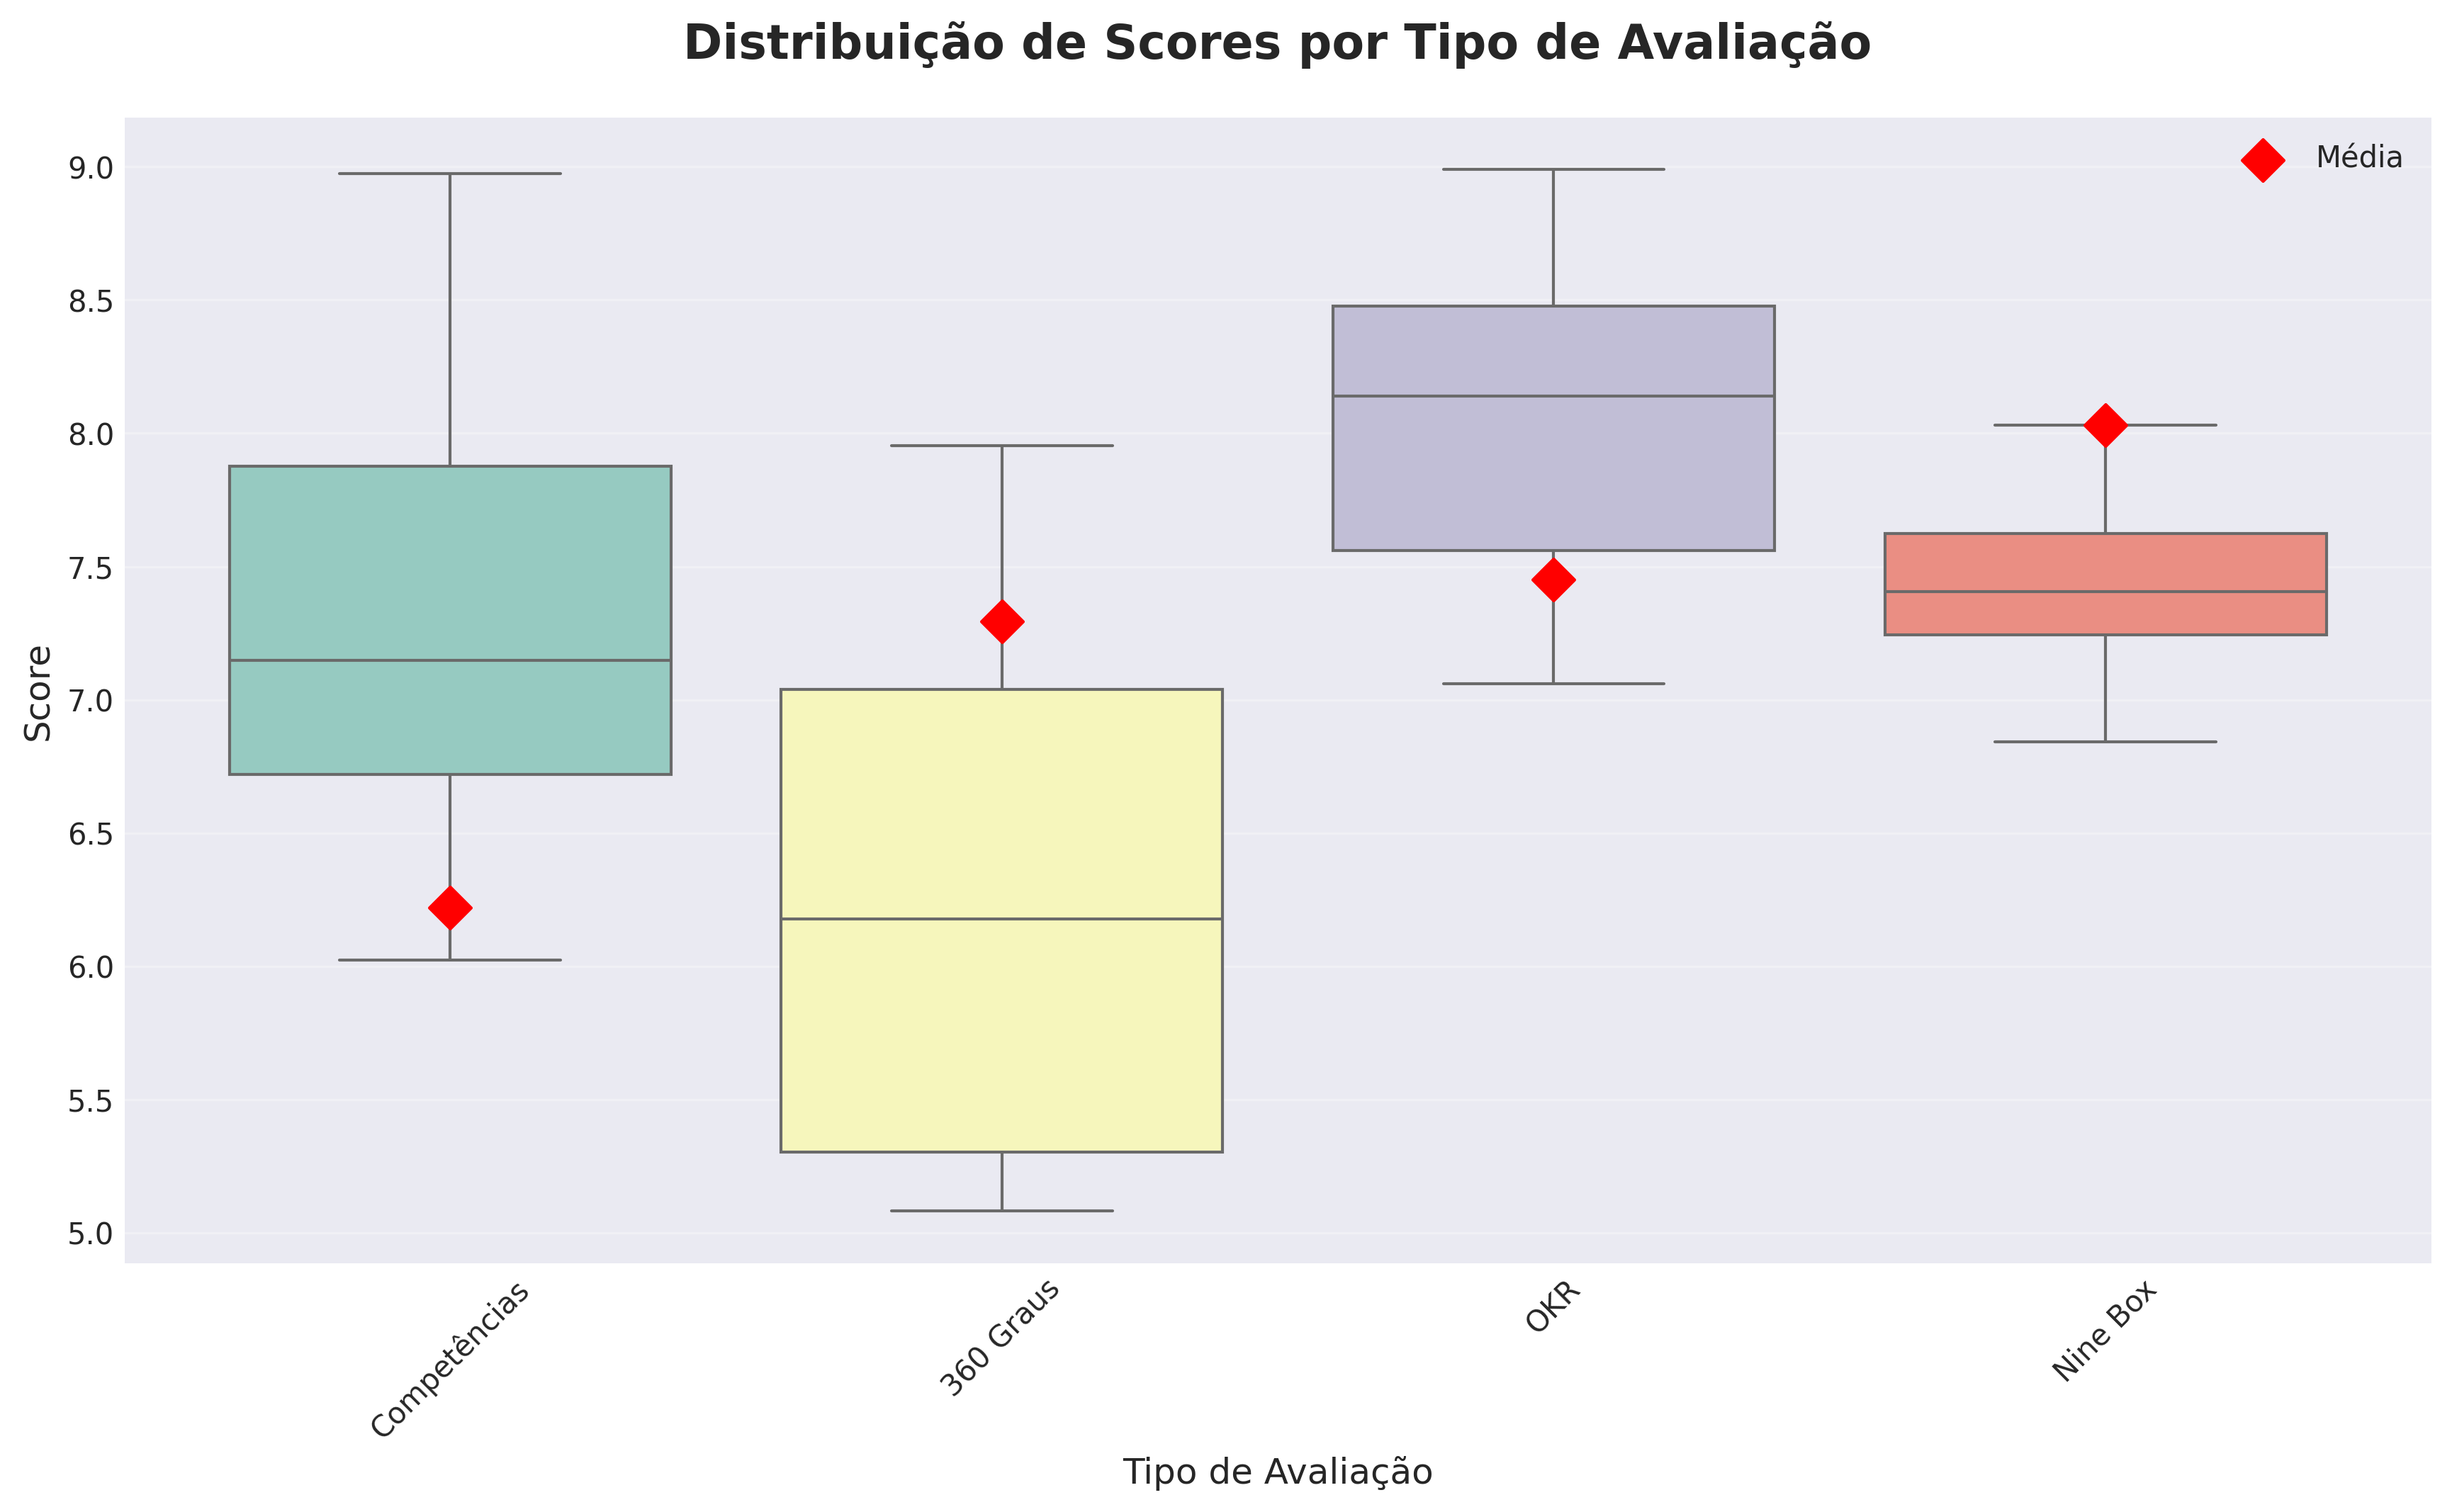 Distribuição de Scores por Tipo de Avaliação
Média
Score
9.0
8.5
8.0
7.5
7.0
6.5
6.0
5.5
5.0
Competências
360 Graus
OKR
Nine Box
Tipo de Avaliação